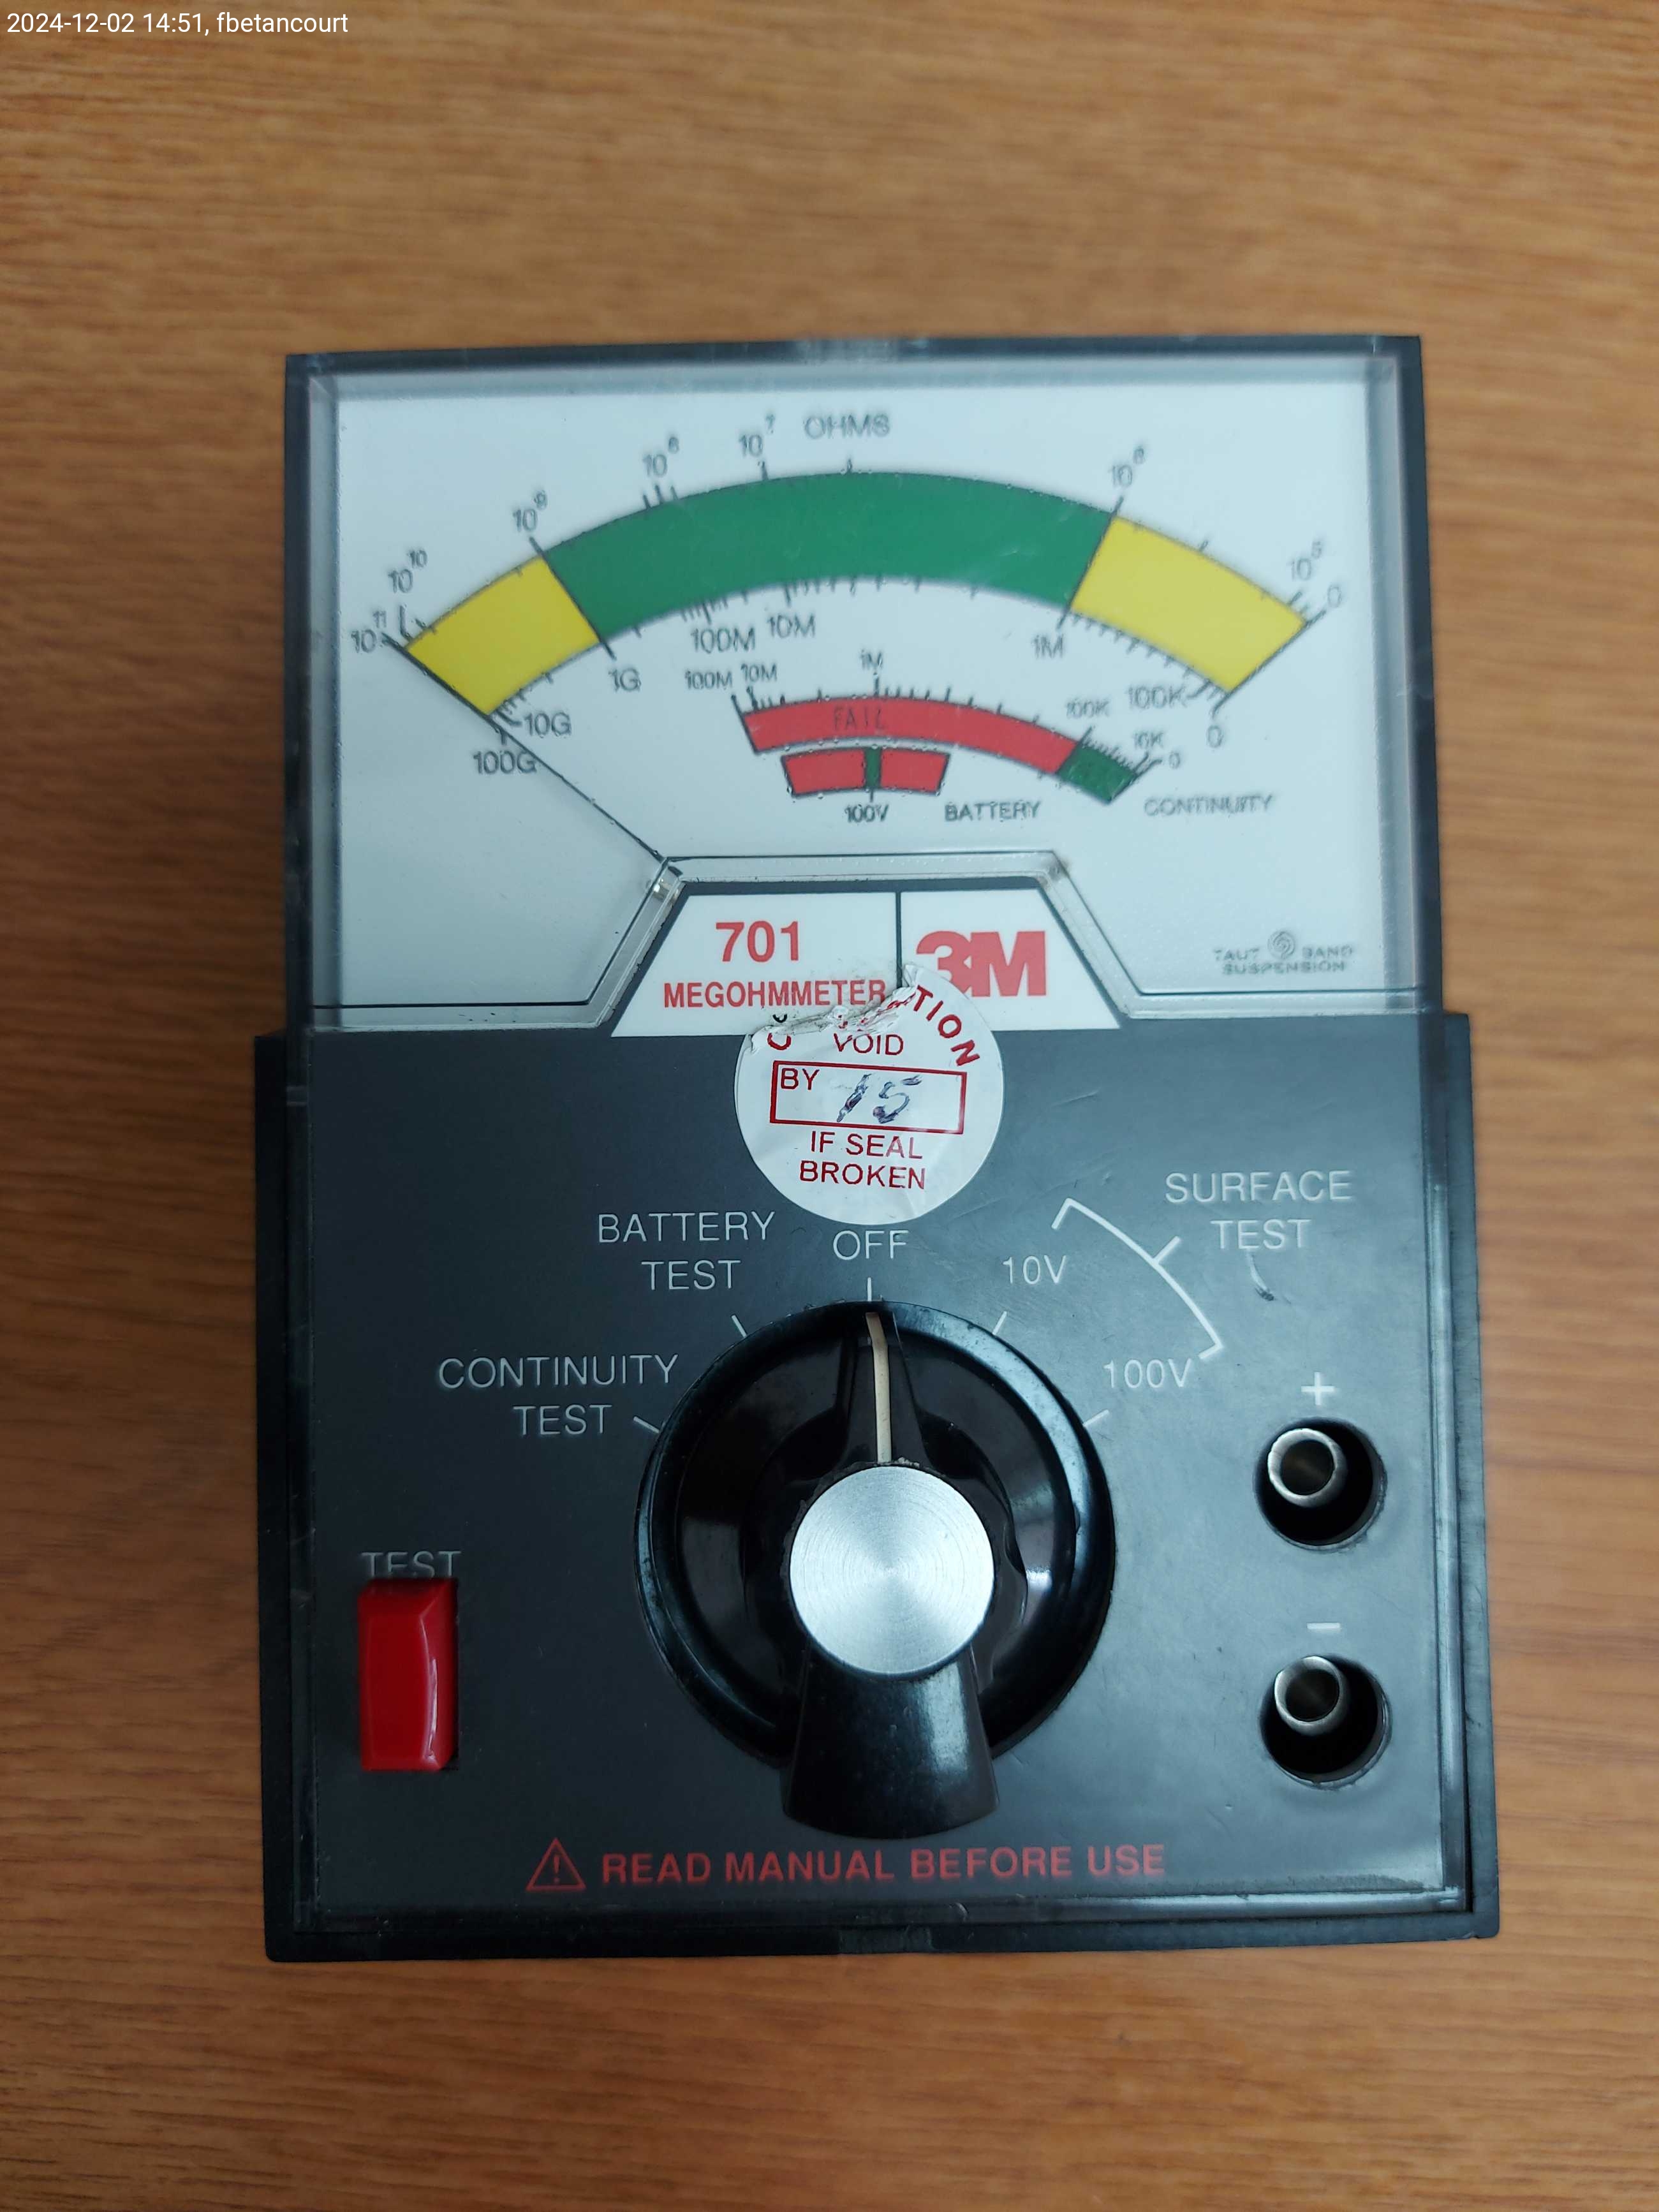 2024-12-02 14:51, fbetancourt
OHMS
10¹¹ 10¹⁰ 10⁹ 10⁸ 10⁷ 10⁶ 10⁵ 0
100G 10G 1G 100M 10M 1M 100K 0
100M 10M 1M 100K 10K 0
FAIL
100V BATTERY CONTINUITY
701
3M
MEGOHMMETER
TAUT BAND
SUSPENSION
VOID
BY 15
IF SEAL
BROKEN
BATTERY
TEST
OFF
10V
SURFACE
TEST
CONTINUITY
TEST
100V
+
TEST
−
READ MANUAL BEFORE USE